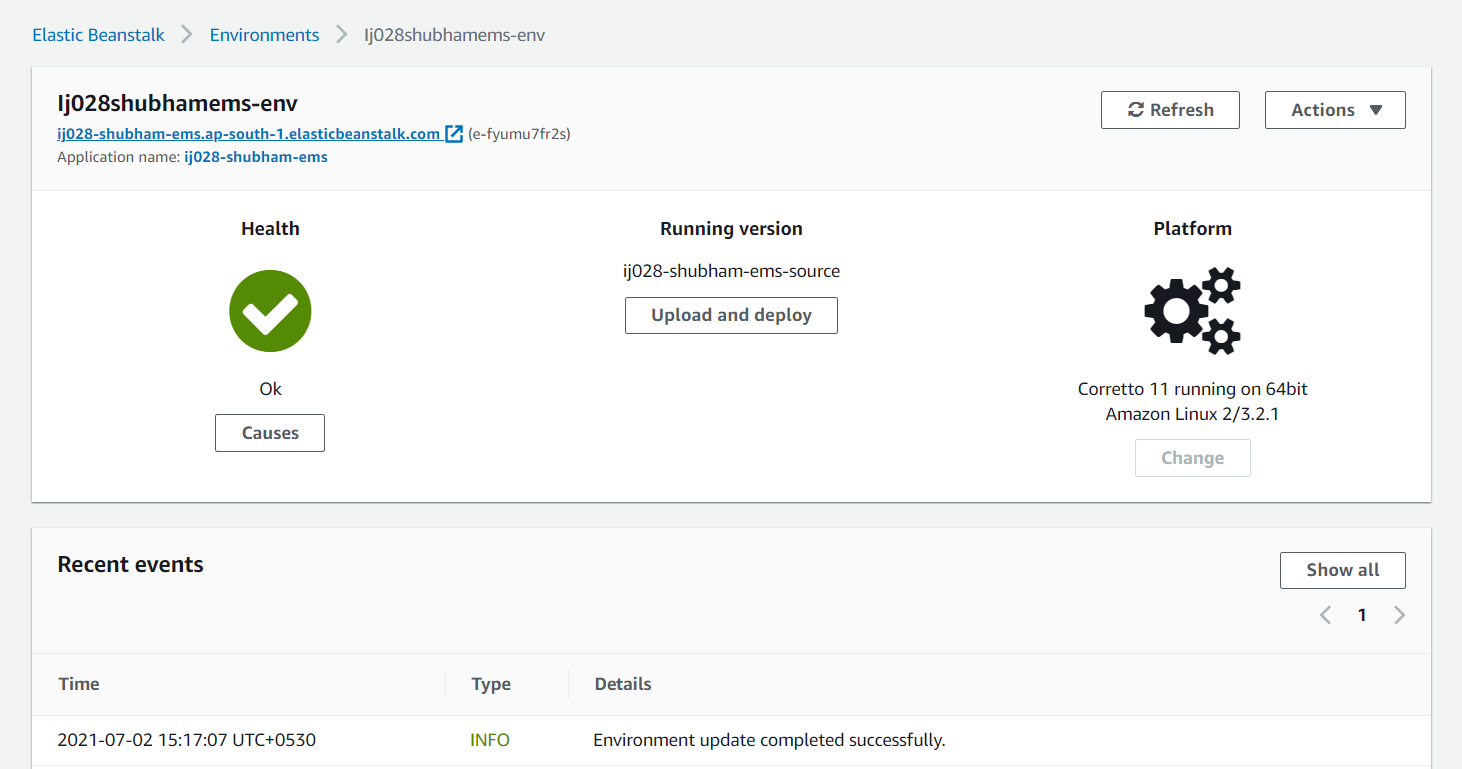 Elastic Beanstalk > Environments > Ij028shubhamems-env
Ij028shubhamems-env
Refresh
Actions ▼
ij028-shubham-ems.ap-south-1.elasticbeanstalk.com (e-fyumu7fr2s)
Application name: ij028-shubham-ems
Health
Ok
Causes
Running version
ij028-shubham-ems-source
Upload and deploy
Platform
Corretto 11 running on 64bit
Amazon Linux 2/3.2.1
Change
Recent events
Show all
< 1 >
Time Type Details
2021-07-02 15:17:07 UTC+0530 INFO Environment update completed successfully.